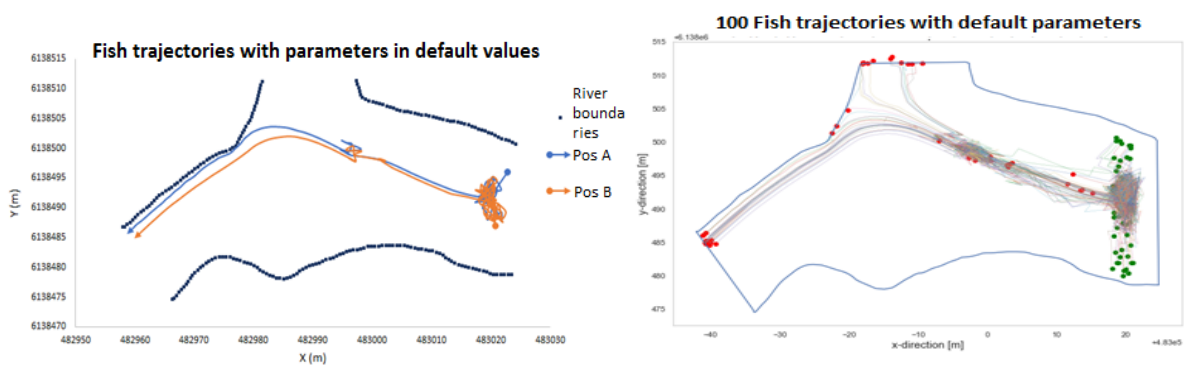 Fish trajectories with parameters in default values
6138515
6138510
6138505
6138500
6138495
6138490
6138485
6138480
6138475
6138470
Y (m)
482950
482960
482970
482980
482990
483000
483010
483020
483030
X (m)
River
bounda
ries
Pos A
Pos B
100 Fish trajectories with default parameters
+6.138e6
515
510
505
500
495
490
485
480
475
y-direction [m]
−40
−30
−20
−10
0
10
20
+4.83e5
x-direction [m]